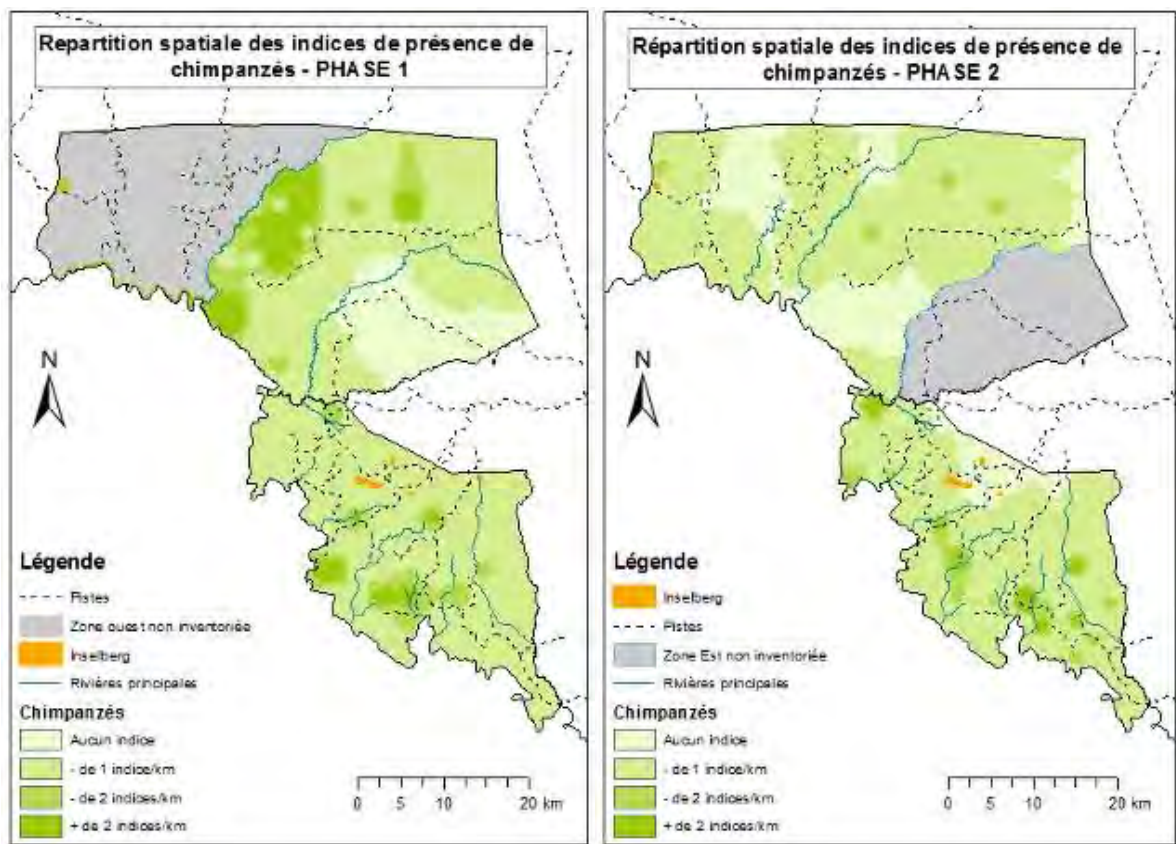 Repartition spatiale des indices de présence de
chimpanzés - PHASE 1
N
Légende
Pistes
Zone ouest non inventoriée
Inselberg
Rivières principales
Chimpanzés
Aucun indice
- de 1 indice/km
- de 2 indices/km
+ de 2 indices/km
0 5 10 20 km
Répartition spatiale des indices de présence de
chimpanzés - PHASE 2
N
Légende
Inselberg
Pistes
Zone Est non inventoriée
Rivières principales
Chimpanzés
Aucun indice
- de 1 indice/km
- de 2 indices/km
+ de 2 indices/km
0 5 10 20 km